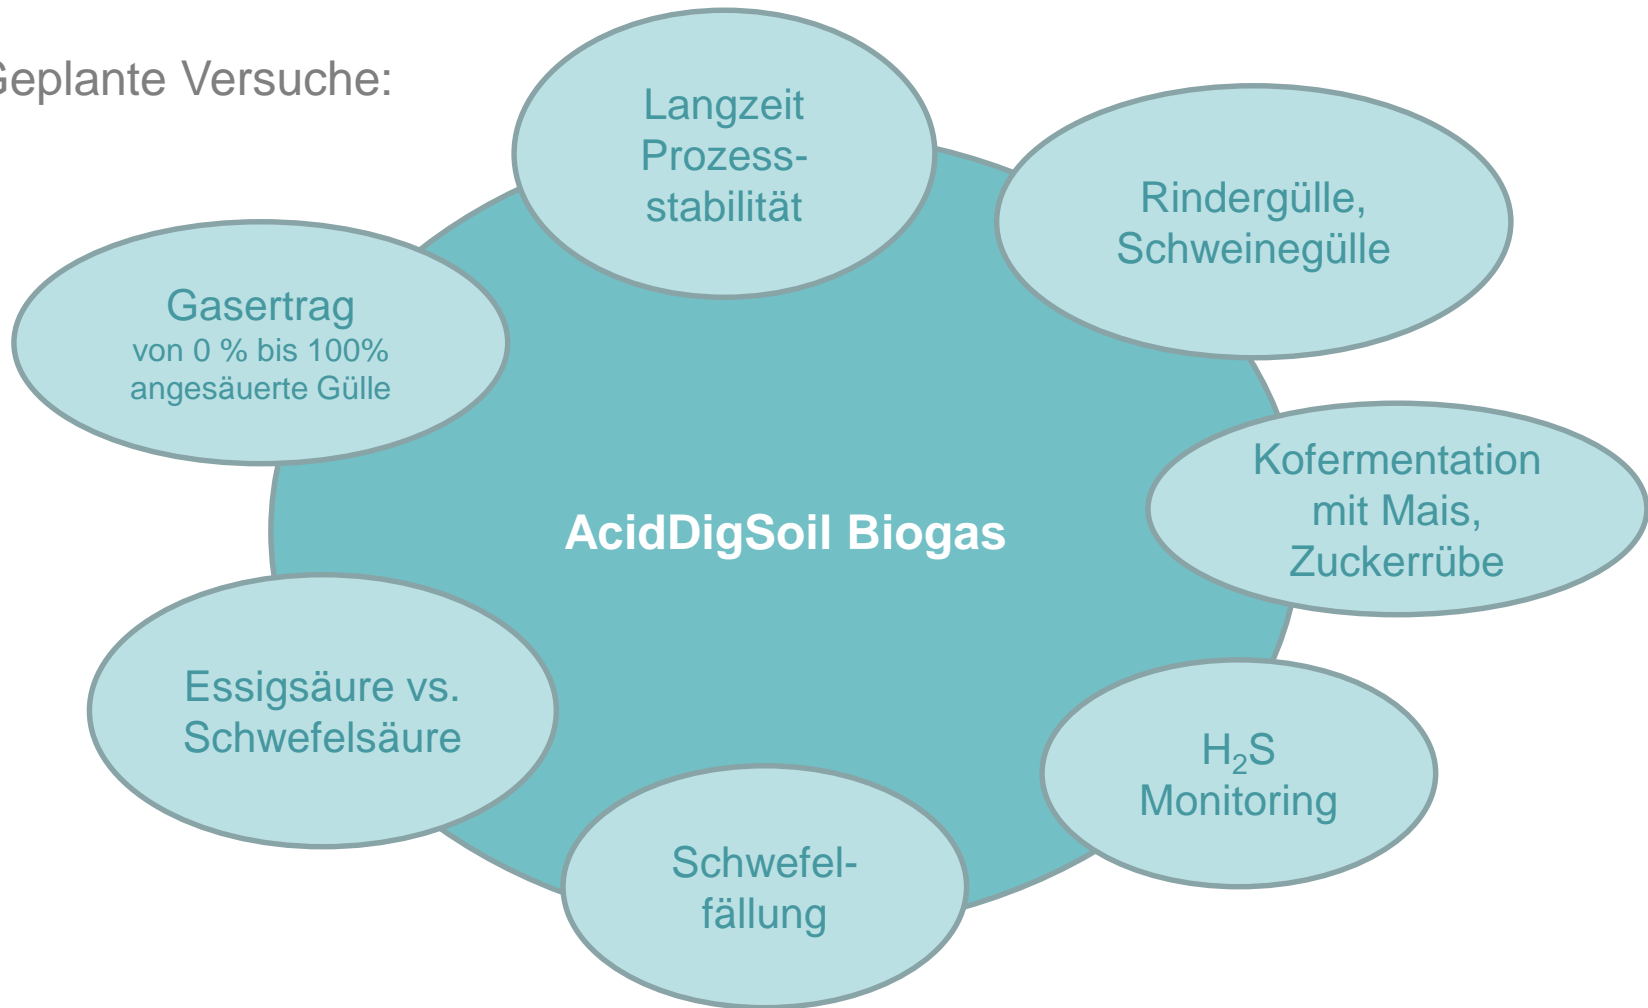 Geplante Versuche:
Langzeit
Prozess-
stabilität
Rindergülle,
Schweinegülle
Gasertrag
von 0 % bis 100%
angesäuerte Gülle
Kofermentation
mit Mais,
Zuckerrübe
AcidDigSoil Biogas
Essigsäure vs.
Schwefelsäure
H₂S
Monitoring
Schwefel-
fällung